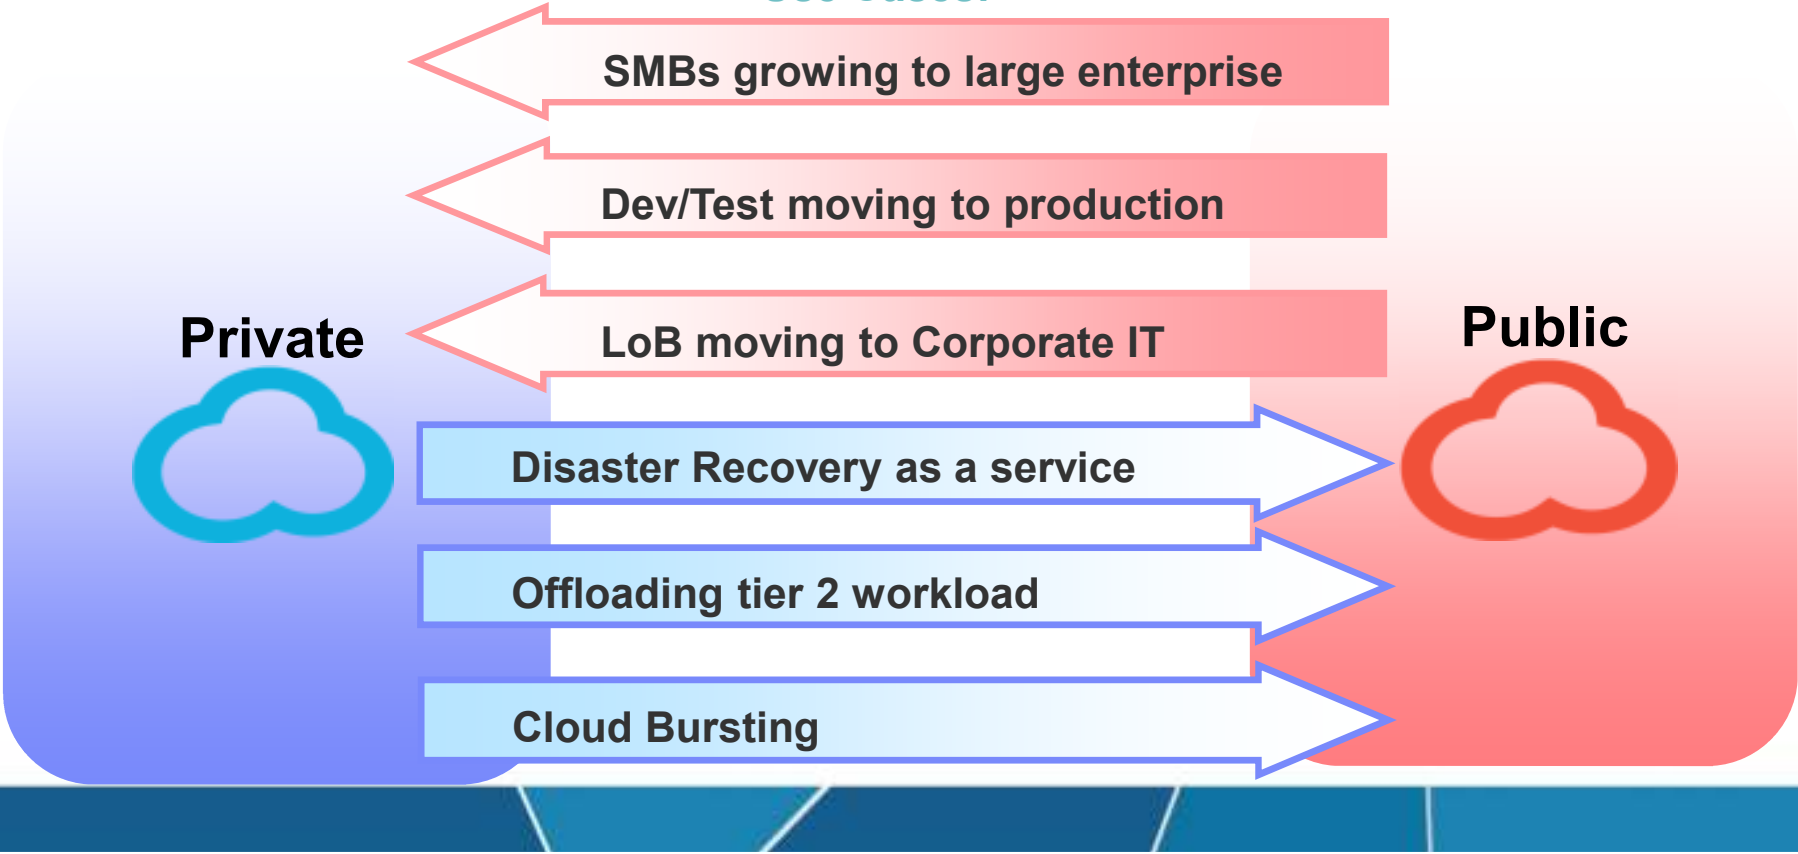 SMBs growing to large enterprise
Dev/Test moving to production
LoB moving to Corporate IT
Private
Public
Disaster Recovery as a service
Offloading tier 2 workload
Cloud Bursting